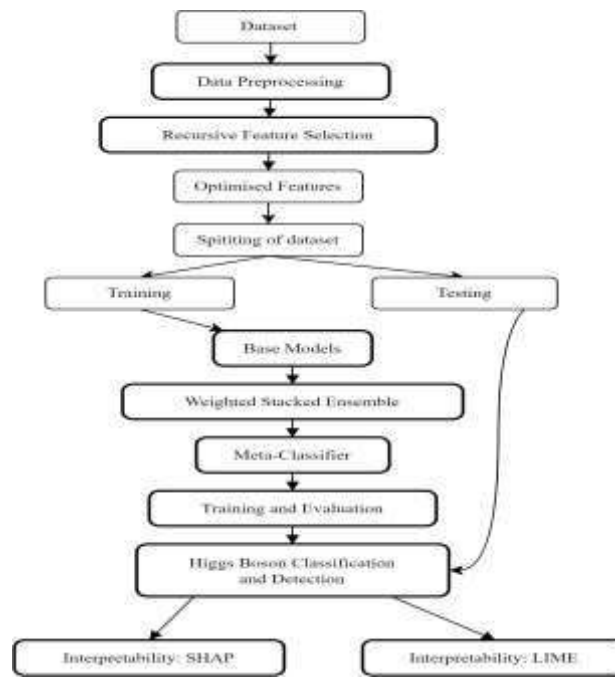 Dataset
Data Preprocessing
Recursive Feature Selection
Optimised Features
Spititing of dataset
Training
Testing
Base Models
Weighted Stacked Ensemble
Meta-Classifier
Training and Evaluation
Higgs Boson Classification
and Detection
Interpretability: SHAP
Interpretability: LIME